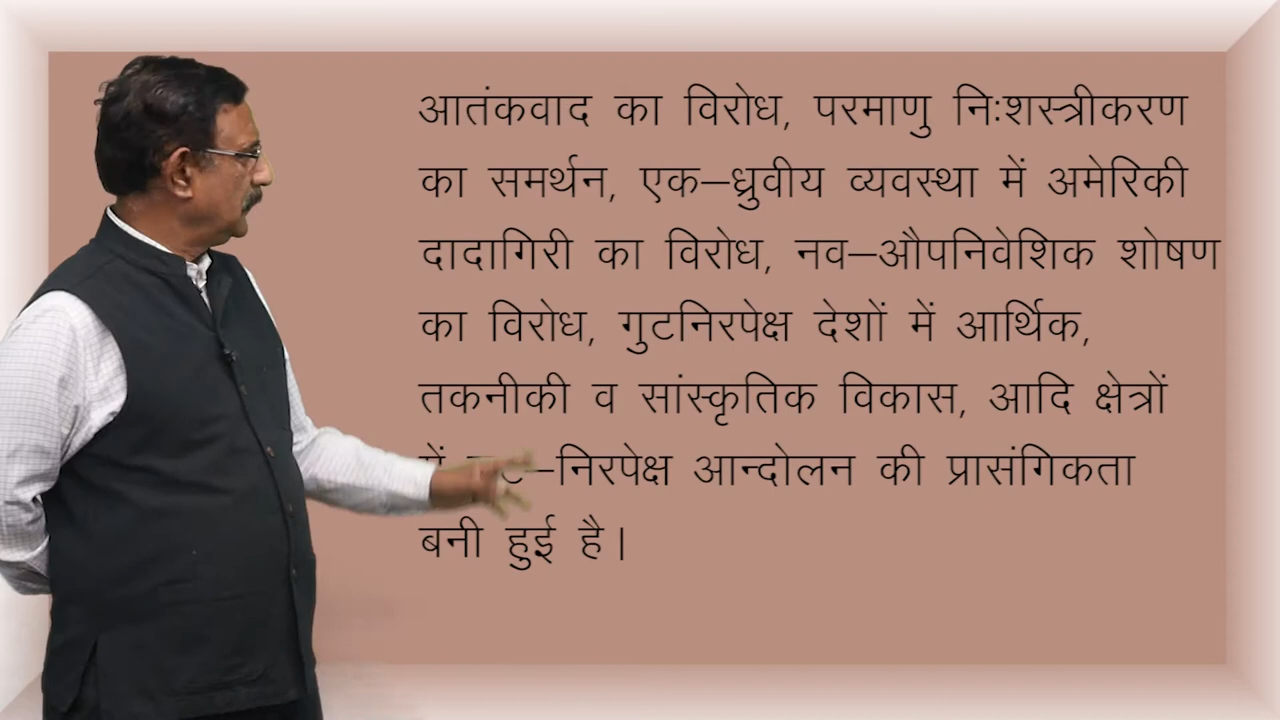 आतंकवाद का विरोध, परमाणु निःशस्त्रीकरण
का समर्थन, एक–ध्रुवीय व्यवस्था में अमेरिकी
दादागिरी का विरोध, नव–औपनिवेशिक शोषण
का विरोध, गुटनिरपेक्ष देशों में आर्थिक,
तकनीकी व सांस्कृतिक विकास, आदि क्षेत्रों
में –निरपेक्ष आन्दोलन की प्रासंगिकता
बनी हुई है।